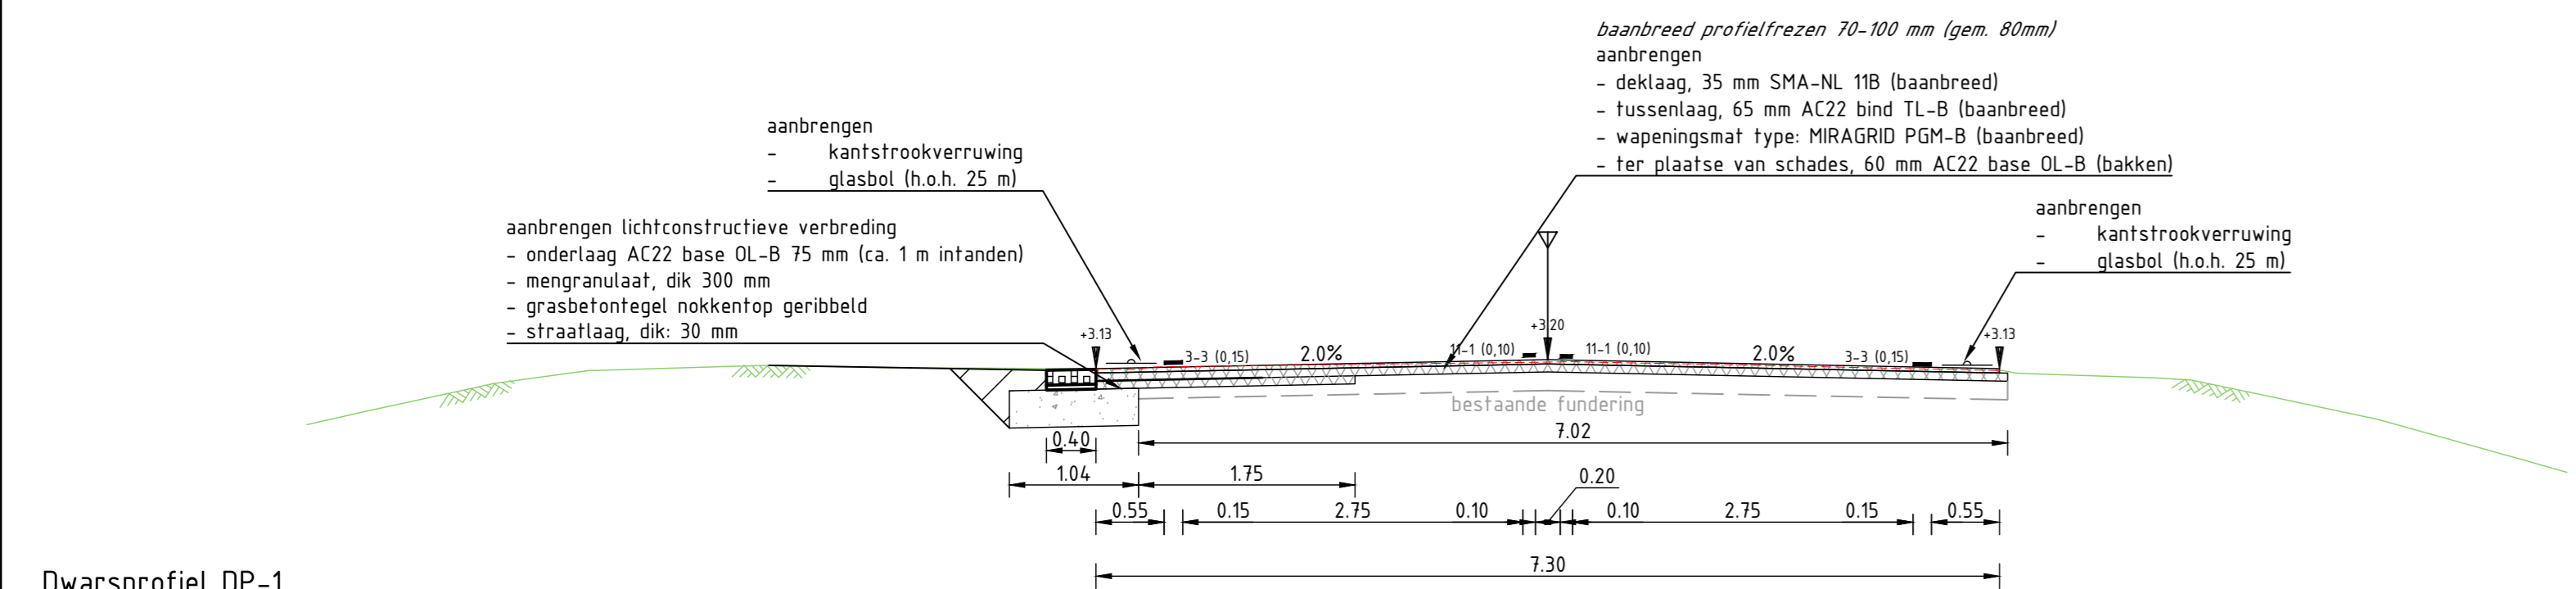 baanbreed profielfrezen 70-100 mm (gem. 80mm)
aanbrengen
- deklaag, 35 mm SMA-NL 11B (baanbreed)
- tussenlaag, 65 mm AC22 bind TL-B (baanbreed)
- wapeningsmat type: MIRAGRID PGM-B (baanbreed)
- ter plaatse van schades, 60 mm AC22 base OL-B (bakken)
aanbrengen
- kantstrookverruwing
- glasbol (h.o.h. 25 m)
aanbrengen lichtconstructieve verbreding
- onderlaag AC22 base OL-B 75 mm (ca. 1 m intanden)
- mengranulaat, dik 300 mm
- grasbetontegel nokkentop geribbeld
- straatlaag, dik: 30 mm
aanbrengen
- kantstrookverruwing
- glasbol (h.o.h. 25 m)
+3.13
+3.20
+3.13
3-3 (0,15)
2.0%
11-1 (0,10)
11-1 (0,10)
2.0%
3-3 (0,15)
bestaande fundering
0.40
7.02
1.04
1.75
0.20
0.55
0.15
2.75
0.10
0.10
2.75
0.15
0.55
7.30
Dwarsprofiel DP-1